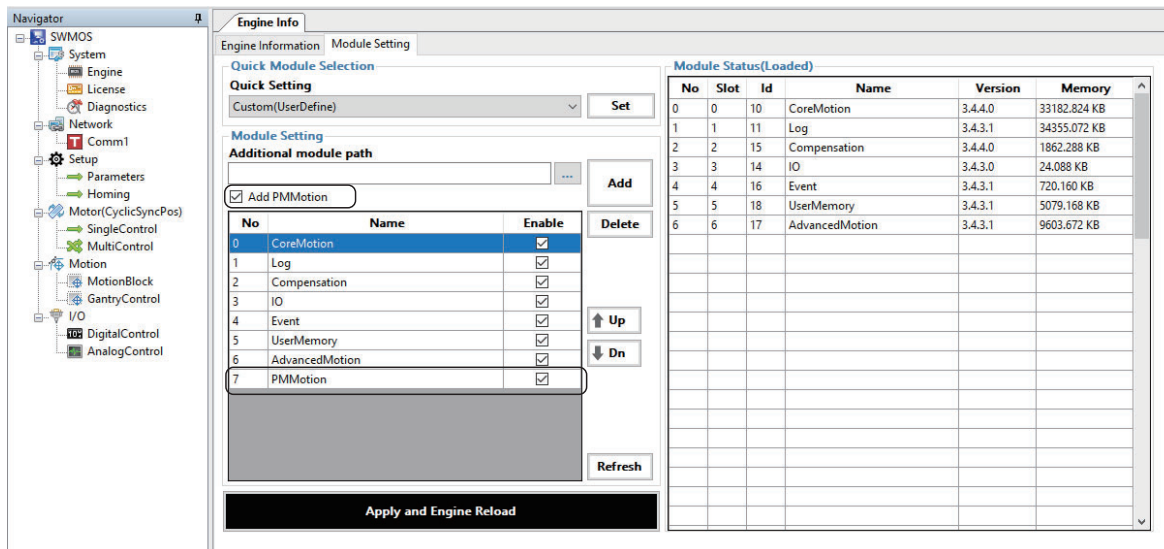 Navigator
SWMOS
System
Engine
License
Diagnostics
Network
T Comm1
Setup
Parameters
Homing
Motor(CyclicSyncPos)
SingleControl
MultiControl
Motion
MotionBlock
GantryControl
I/O
DigitalControl
AnalogControl
Engine Info
Engine Information Module Setting
Quick Module Selection
Quick Setting
Custom(UserDefine) Set
Module Setting
Additional module path
... Add
Add PMMotion
No Name Enable Delete
0 CoreMotion
1 Log
2 Compensation
3 IO
4 Event Up
5 UserMemory
6 AdvancedMotion Dn
7 PMMotion
Refresh
Apply and Engine Reload
Module Status(Loaded)
No Slot Id Name Version Memory
0 0 10 CoreMotion 3.4.4.0 33182.824 KB
1 1 11 Log 3.4.3.1 34355.072 KB
2 2 15 Compensation 3.4.4.0 1862.288 KB
3 3 14 IO 3.4.3.0 24.088 KB
4 4 16 Event 3.4.3.1 720.160 KB
5 5 18 UserMemory 3.4.3.1 5079.168 KB
6 6 17 AdvancedMotion 3.4.3.1 9603.672 KB